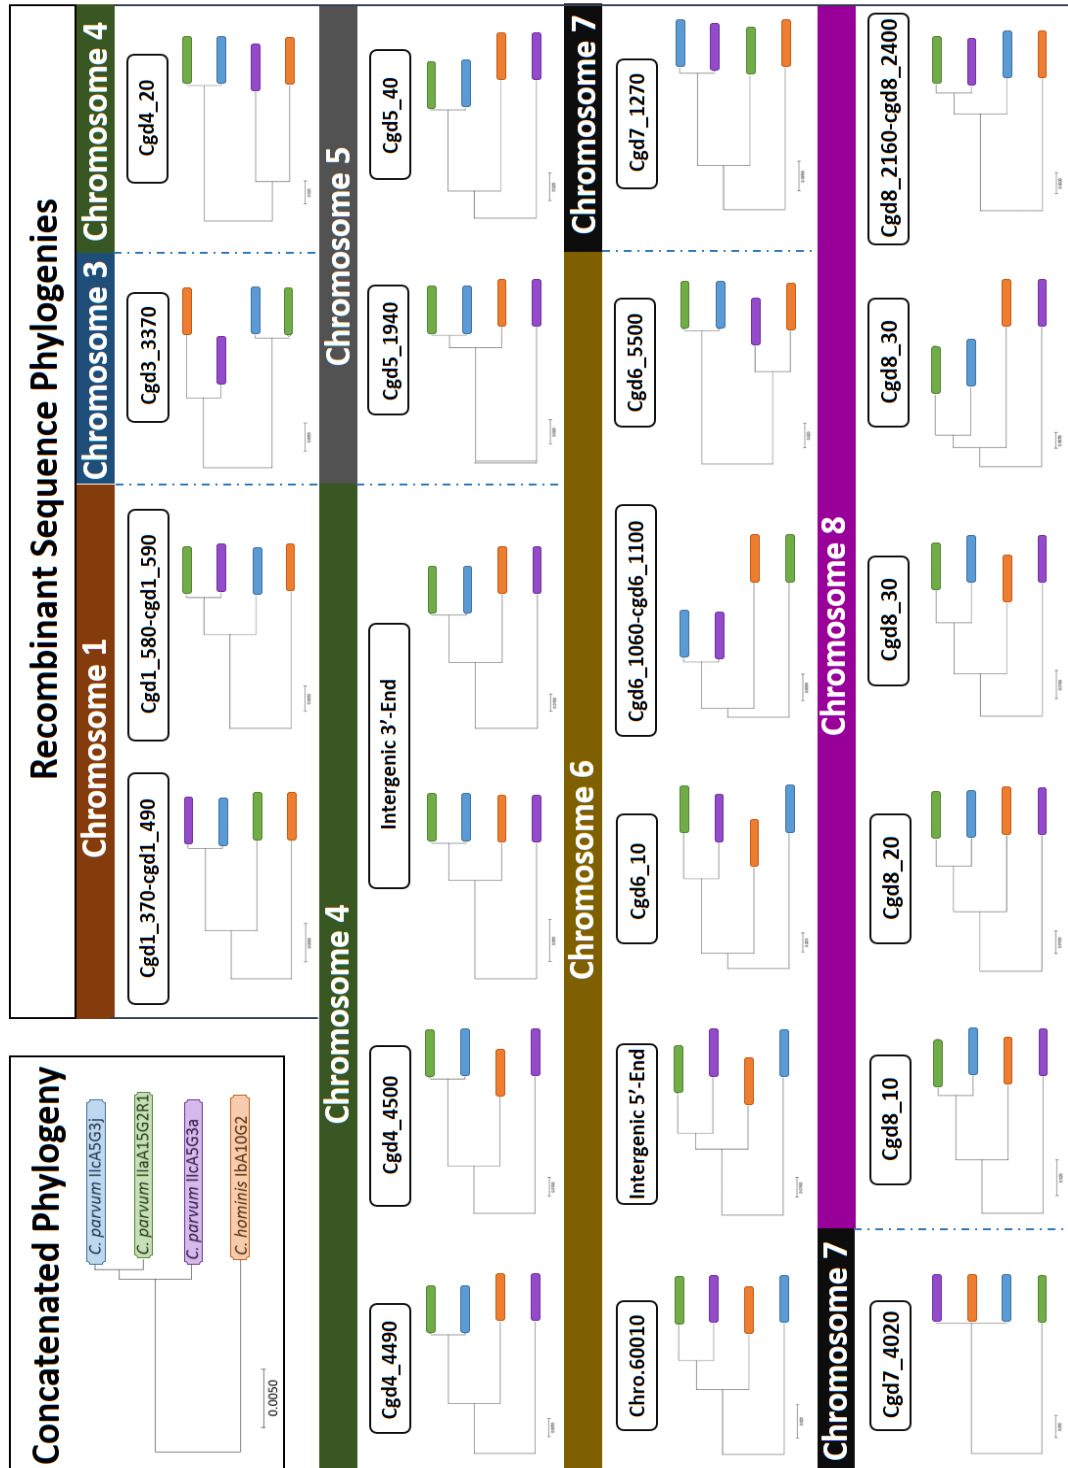 Concatenated Phylogeny
C. parvum IIcA5G3j
C. parvum IIaA15G2R1
C. parvum IIcA5G3a
C. hominis IbA10G2
0.0050
Recombinant Sequence Phylogenies
Chromosome 1
Chromosome 3
Chromosome 4
Cgd1_370-cgd1_490
Cgd1_580-cgd1_590
Cgd3_3370
Cgd4_20
Chromosome 4
Chromosome 5
Cgd4_4490
Cgd4_4500
Intergenic 3'-End
Cgd5_1940
Cgd5_40
Chromosome 6
Chromosome 7
Chro.60010
Intergenic 5'-End
Cgd6_10
Cgd6_1060-cgd6_1100
Cgd6_5500
Cgd7_1270
Chromosome 7
Chromosome 8
Cgd7_4020
Cgd8_10
Cgd8_20
Cgd8_30
Cgd8_30
Cgd8_2160-cgd8_2400